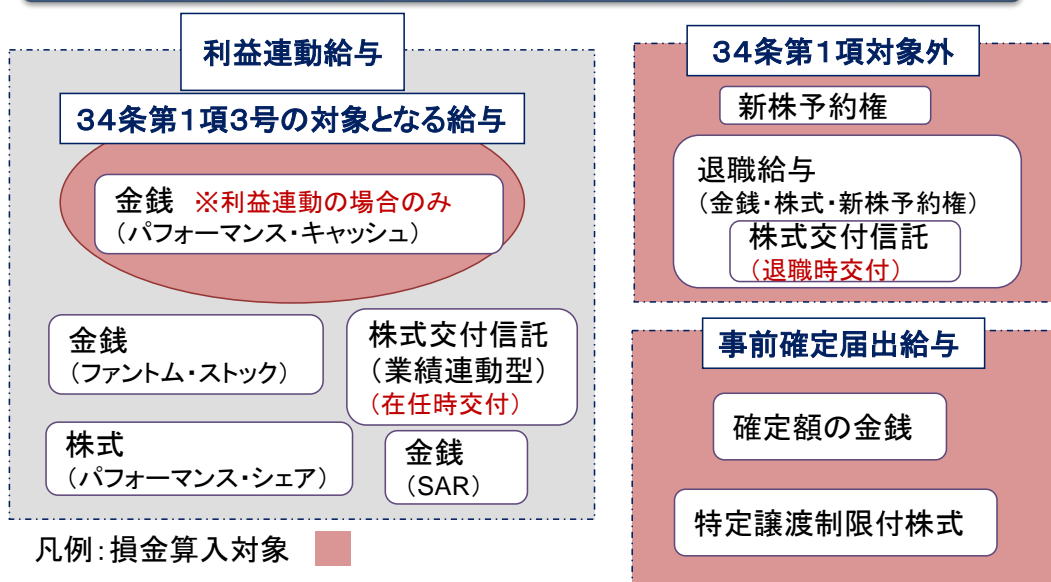 利益連動給与
34条第1項3号の対象となる給与
金銭 ※利益連動の場合のみ
（パフォーマンス・キャッシュ）
金銭
（ファントム・ストック）
株式交付信託
（業績連動型）
（在任時交付）
株式
（パフォーマンス・シェア）
金銭
（SAR）
凡例：損金算入対象
34条第1項対象外
新株予約権
退職給与
（金銭・株式・新株予約権）
株式交付信託
（退職時交付）
事前確定届出給与
確定額の金銭
特定譲渡制限付株式